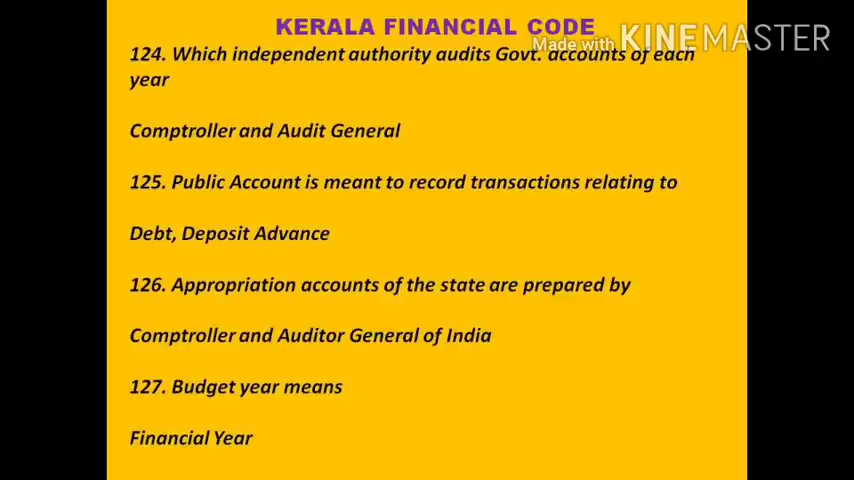 KERALA FINANCIAL CODE
Made with KINEMASTER
124. Which independent authority audits Govt. accounts of each
year
Comptroller and Audit General
125. Public Account is meant to record transactions relating to
Debt, Deposit Advance
126. Appropriation accounts of the state are prepared by
Comptroller and Auditor General of India
127. Budget year means
Financial Year